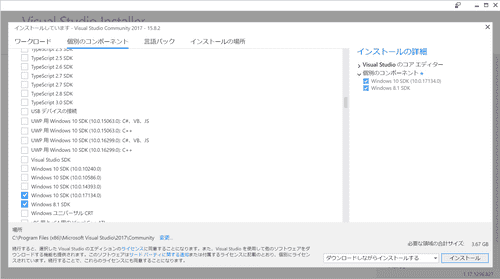 Visual Studio Installer
インストールしています - Visual Studio Community 2017 - 15.8.2
ワークロード 個別のコンポーネント 言語パック インストールの場所
TypeScript 2.5 SDK
TypeScript 2.6 SDK
TypeScript 2.7 SDK
TypeScript 2.8 SDK
TypeScript 3.0 SDK
USB デバイスの接続
UWP 用 Windows 10 SDK (10.0.15063.0): C#、VB、JS
UWP 用 Windows 10 SDK (10.0.15063.0): C++
UWP 用 Windows 10 SDK (10.0.16299.0): C#、VB、JS
UWP 用 Windows 10 SDK (10.0.16299.0): C++
Visual Studio SDK
Windows 10 SDK (10.0.10240.0)
Windows 10 SDK (10.0.10586.0)
Windows 10 SDK (10.0.14393.0)
Windows 10 SDK (10.0.17134.0)
Windows 8.1 SDK
Windows ユニバーサル CRT
インストールの詳細
Visual Studio のコア エディター
個別のコンポーネント
Windows 10 SDK (10.0.17134.0)
Windows 8.1 SDK
場所
C:\Program Files (x86)\Microsoft Visual Studio\2017\Community 変更...
必要な領域の合計サイズ 5.67 GB
続行すると、選択した Visual Studio のエディションのライセンスに同意することになります。また、Visual Studio を使用して他のソフトウェアをダ
ウンロードする機能も提供されます。このソフトウェアはサード パーティに関する通知または付属するライセンスに記載のとおり、個別にライセン
スされています。続行することで、これらのライセンスにも同意することになります。
ダウンロードしながらインストールする
インストール